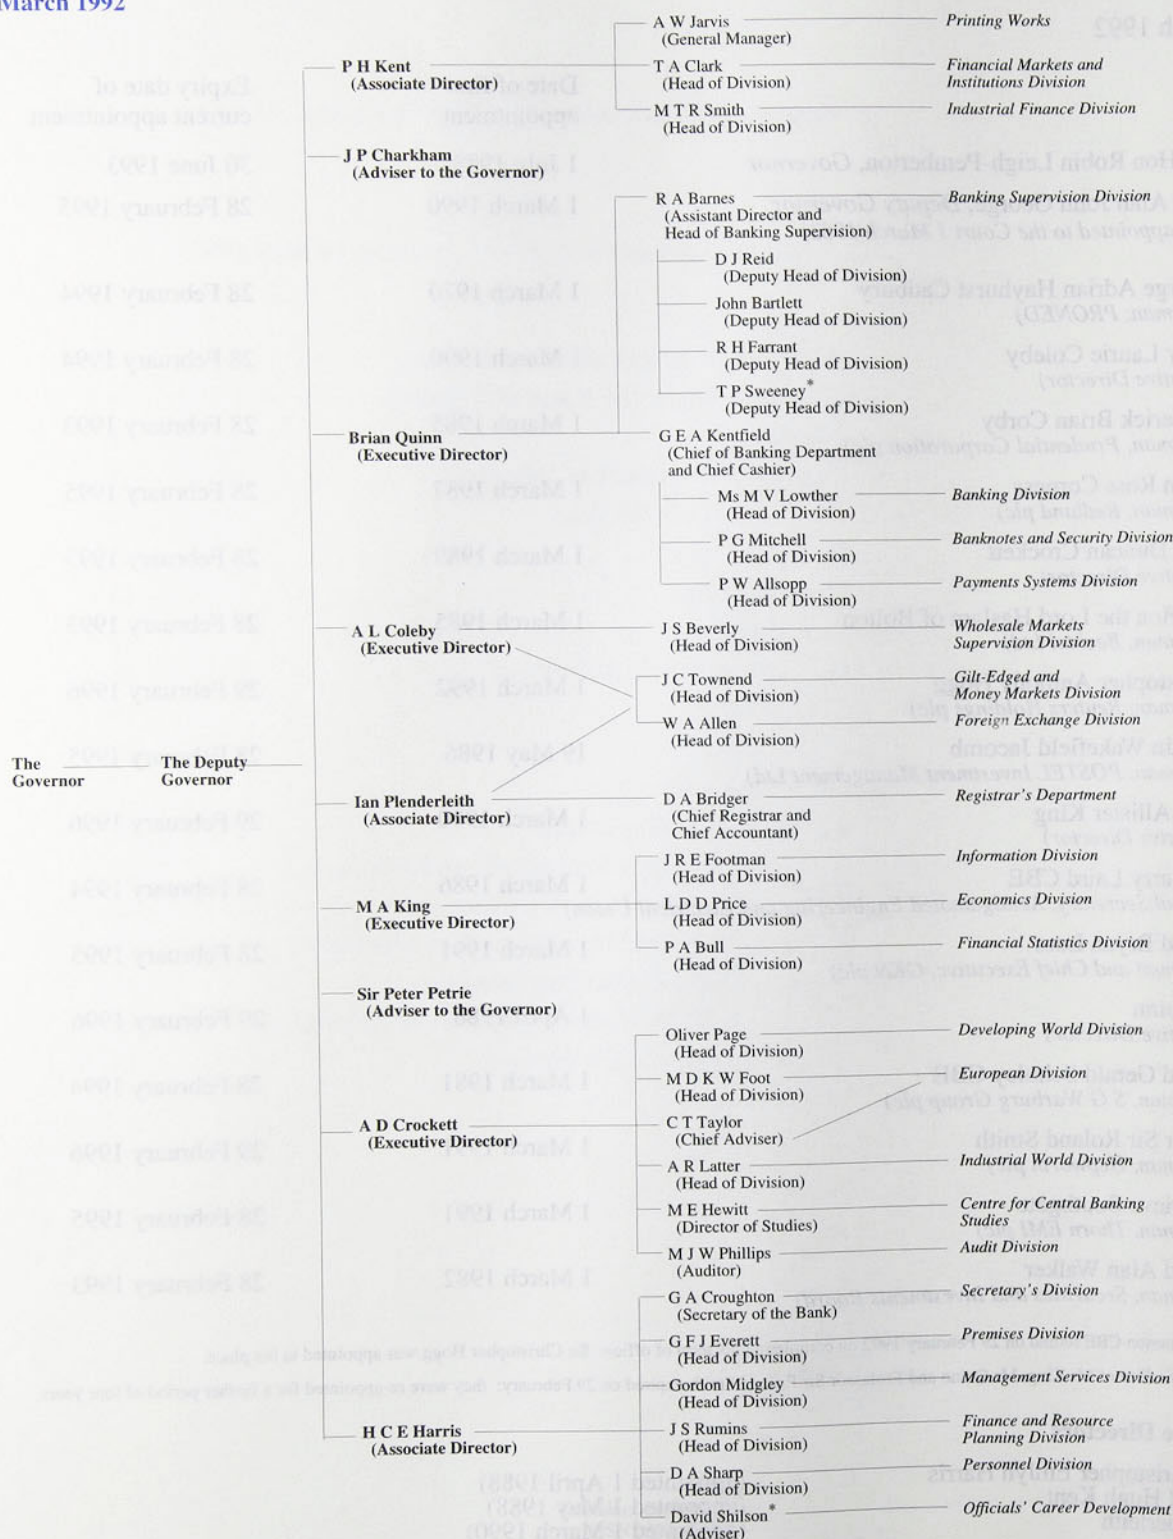 March 1992
A W Jarvis
(General Manager)
Printing Works
P H Kent
(Associate Director)
T A Clark
(Head of Division)
Financial Markets and
Institutions Division
M T R Smith
(Head of Division)
Industrial Finance Division
J P Charkham
(Adviser to the Governor)
R A Barnes
(Assistant Director and
Head of Banking Supervision)
Banking Supervision Division
D J Reid
(Deputy Head of Division)
John Bartlett
(Deputy Head of Division)
R H Farrant
(Deputy Head of Division)
T P Sweeney*
(Deputy Head of Division)
Brian Quinn
(Executive Director)
G E A Kentfield
(Chief of Banking Department
and Chief Cashier)
Ms M V Lowther
(Head of Division)
Banking Division
P G Mitchell
(Head of Division)
Banknotes and Security Division
P W Allsopp
(Head of Division)
Payments Systems Division
A L Coleby
(Executive Director)
J S Beverly
(Head of Division)
Wholesale Markets
Supervision Division
J C Townend
(Head of Division)
Gilt-Edged and
Money Markets Division
W A Allen
(Head of Division)
Foreign Exchange Division
The
Governor
The Deputy
Governor
Ian Plenderleith
(Associate Director)
D A Bridger
(Chief Registrar and
Chief Accountant)
Registrar's Department
J R E Footman
(Head of Division)
Information Division
M A King
(Executive Director)
L D D Price
(Head of Division)
Economics Division
P A Bull
(Head of Division)
Financial Statistics Division
Sir Peter Petrie
(Adviser to the Governor)
Oliver Page
(Head of Division)
Developing World Division
M D K W Foot
(Head of Division)
European Division
A D Crockett
(Executive Director)
C T Taylor
(Chief Adviser)
A R Latter
(Head of Division)
Industrial World Division
M E Hewitt
(Director of Studies)
Centre for Central Banking
Studies
M J W Phillips
(Auditor)
Audit Division
G A Croughton
(Secretary of the Bank)
Secretary's Division
G F J Everett
(Head of Division)
Premises Division
Gordon Midgley
(Head of Division)
Management Services Division
H C E Harris
(Associate Director)
J S Rumins
(Head of Division)
Finance and Resource
Planning Division
D A Sharp
(Head of Division)
Personnel Division
David Shilson*
(Adviser)
Officials' Career Development